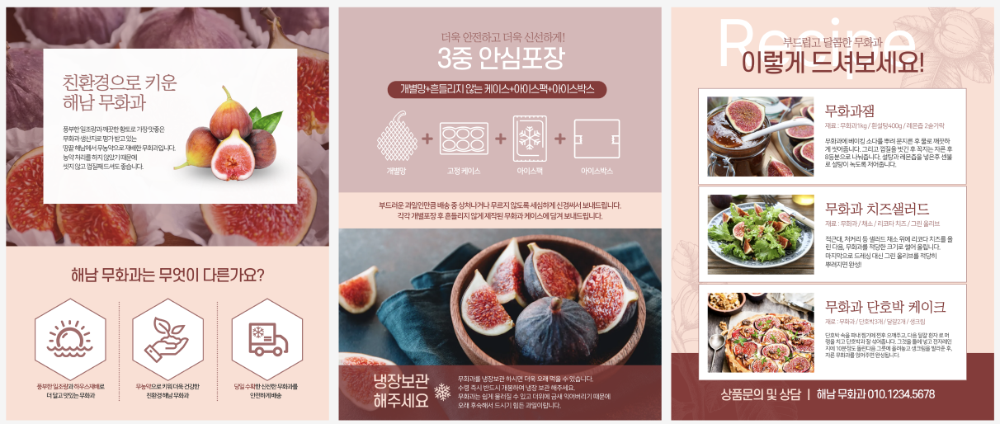 친환경으로 키운
해남 무화과
풍부한 일조량과 깨끗한 황토로 가장 맛좋은
무화과 생산지로 평가 받고 있는
땅끝 해남에서 무농약으로 재배한 무화과입니다.
농약 처리를 하지 않았기 때문에
씻지 않고 껍질째 드셔도 좋습니다.
해남 무화과는 무엇이 다른가요?
풍부한 일조량과 하우스재배로
더 달고 맛있는 무화과
무농약으로 키워 더욱 건강한
친환경 해남 무화과
당일 수확한 신선한 무화과를
안전하게 배송
더욱 안전하고 더욱 신선하게!
3중 안심포장
개별망+흔들리지 않는 케이스+아이스팩+아이스박스
개별망
고정 케이스
아이스팩
아이스박스
부드러운 과일인만큼 배송 중 상처나거나 무르지 않도록 세심하게 신경써서 보내드립니다.
각각 개별포장 후 흔들리지 않게 제작된 무화과 케이스에 담겨 보내드립니다.
냉장보관
해주세요
무화과를 냉장보관 하시면 더욱 오래 먹을 수 있습니다.
수령 즉시 반드시 개봉하여 냉장 보관 해주세요.
무화과는 쉽게 물러질 수 있고 더위에 금새 익어버리기 때문에
오래 후숙해서 드시기 힘든 과일이랍니다.
Recipe
부드럽고 달콤한 무화과
이렇게 드셔보세요!
무화과잼
재료 : 무화과1kg / 흰설탕400g / 레몬즙 2숟가락
무화과에 베이킹 소다를 뿌려 문지른 후 물로 깨끗하
게 씻어줍니다. 그리고 껍질을 벗긴 후 꼭지는 자른 후
8등분으로 나눠줍니다. 설탕과 레몬즙을 넣은후 센불
로 설탕이 녹도록 저어줍니다.
무화과 치즈샐러드
재료 : 무화과 / 채소 / 리코타 치즈 / 그린 올리브
적근대, 치커리 등 샐러드 채소 위에 리코다 치즈를 올
린 다음, 무화과를 적당한 크기로 썰어 올립니다.
마지막으로 드레싱 대신 그린 올리브를 적당히
뿌려지면 완성!
무화과 단호박 케이크
재료 : 무화과 / 단호박3개 / 달걀2개 / 생크림
단호박 속을 파내 찜기에 찐후 으깨주고, 다음 달걀 흰자로 머
랭을 치고 단호박과 잘 섞어줍니다. 그것을 틀에 넣고 전자레인
지에 10분정도 돌린다음 그릇에 올려놓고 생크림을 발라준 후,
자른 무화과를 얹어주면 완성됩니다.
상품문의 및 상담 | 해남 무화과 010.1234.5678